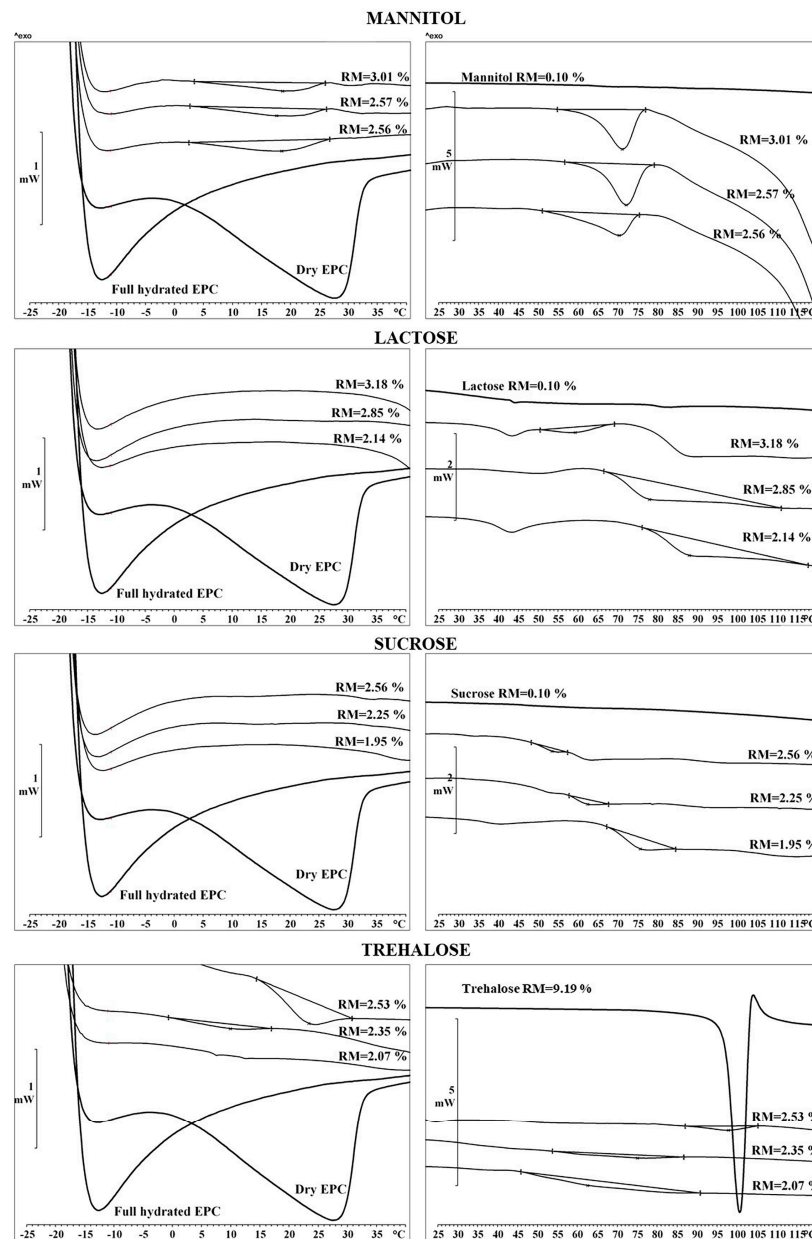 MANNITOL
^exo
RM=3.01 %
RM=2.57 %
RM=2.56 %
1
mW
Dry EPC
Full hydrated EPC
-25 -20 -15 -10 -5 0 5 10 15 20 25 30 35 °C
^exo
Mannitol RM=0.10 %
5
mW
RM=3.01 %
RM=2.57 %
RM=2.56 %
25 30 35 40 45 50 55 60 65 70 75 80 85 90 95 100 105 110 115
LACTOSE
RM=3.18 %
RM=2.85 %
RM=2.14 %
1
mW
Dry EPC
Full hydrated EPC
-25 -20 -15 -10 -5 0 5 10 15 20 25 30 35 °C
Lactose RM=0.10 %
2
mW
RM=3.18 %
RM=2.85 %
RM=2.14 %
25 30 35 40 45 50 55 60 65 70 75 80 85 90 95 100 105 110 115
SUCROSE
RM=2.56 %
RM=2.25 %
RM=1.95 %
1
mW
Dry EPC
Full hydrated EPC
-25 -20 -15 -10 -5 0 5 10 15 20 25 30 35 °C
Sucrose RM=0.10 %
2
mW
RM=2.56 %
RM=2.25 %
RM=1.95 %
25 30 35 40 45 50 55 60 65 70 75 80 85 90 95 100 105 110 115
TREHALOSE
RM=2.53 %
RM=2.35 %
RM=2.07 %
1
mW
Dry EPC
Full hydrated EPC
-25 -20 -15 -10 -5 0 5 10 15 20 25 30 35 °C
Trehalose RM=9.19 %
5
mW
RM=2.53 %
RM=2.35 %
RM=2.07 %
25 30 35 40 45 50 55 60 65 70 75 80 85 90 95 100 105 110 115